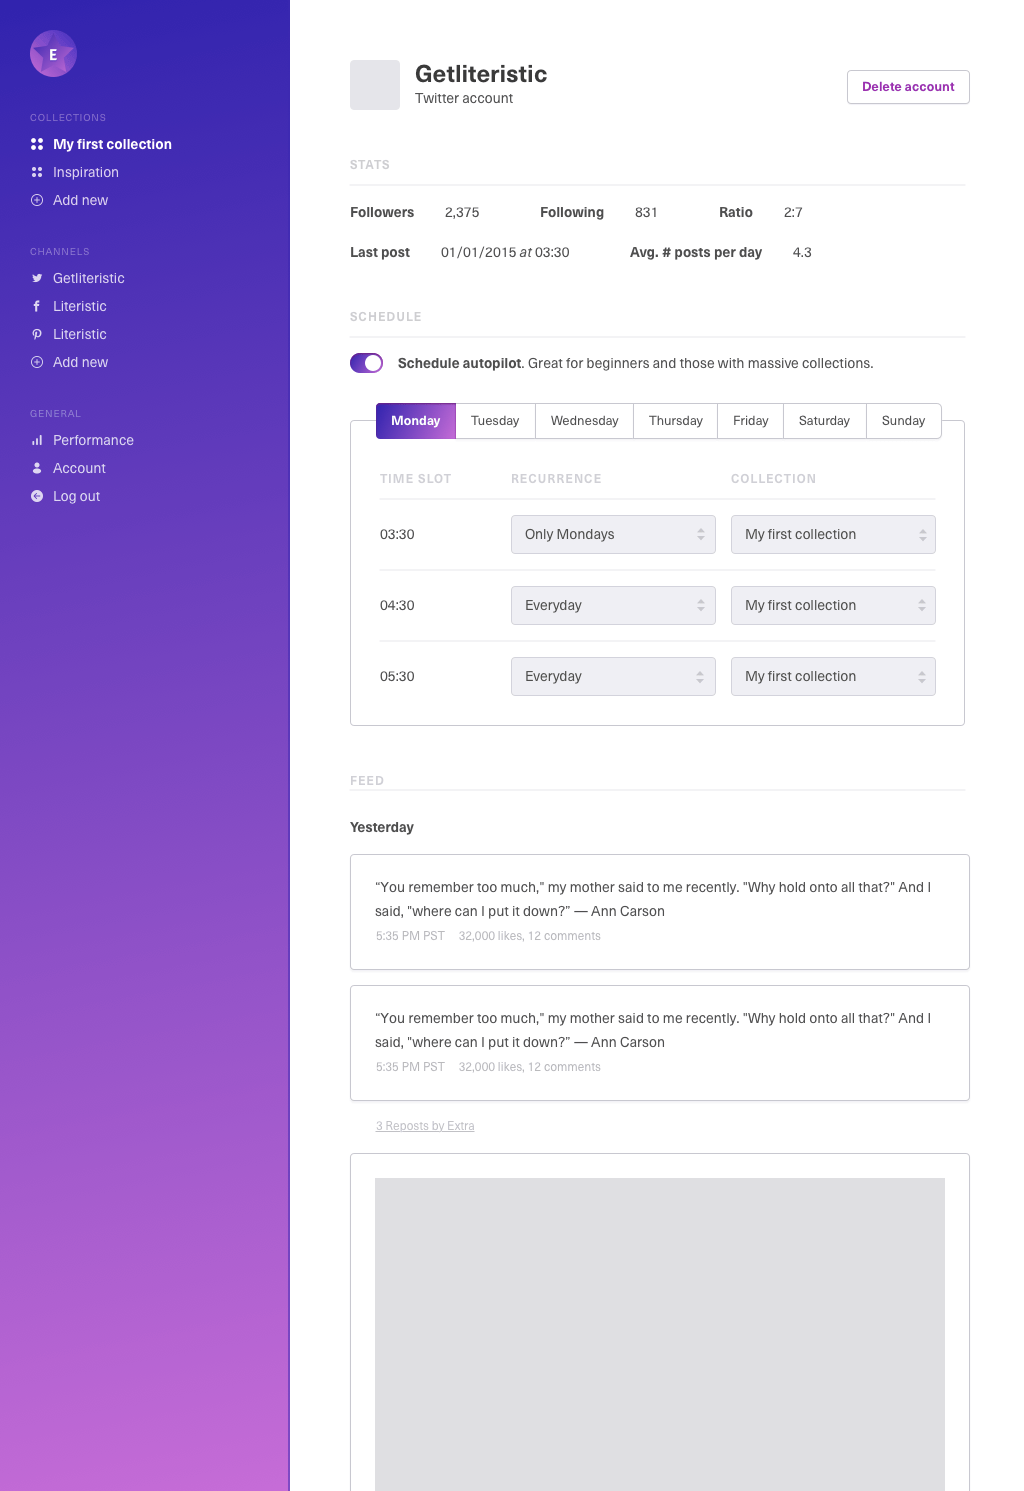 E
COLLECTIONS
My first collection
Inspiration
Add new
CHANNELS
Getliteristic
Literistic
Literistic
Add new
GENERAL
Performance
Account
Log out
Getliteristic
Twitter account
Delete account
STATS
Followers 2,375 Following 831 Ratio 2:7
Last post 01/01/2015 at 03:30 Avg. # posts per day 4.3
SCHEDULE
Schedule autopilot. Great for beginners and those with massive collections.
Monday Tuesday Wednesday Thursday Friday Saturday Sunday
TIME SLOT RECURRENCE COLLECTION
03:30 Only Mondays My first collection
04:30 Everyday My first collection
05:30 Everyday My first collection
FEED
Yesterday
“You remember too much," my mother said to me recently. "Why hold onto all that?" And I
said, "where can I put it down?” — Ann Carson
5:35 PM PST 32,000 likes, 12 comments
“You remember too much," my mother said to me recently. "Why hold onto all that?" And I
said, "where can I put it down?” — Ann Carson
5:35 PM PST 32,000 likes, 12 comments
3 Reposts by Extra